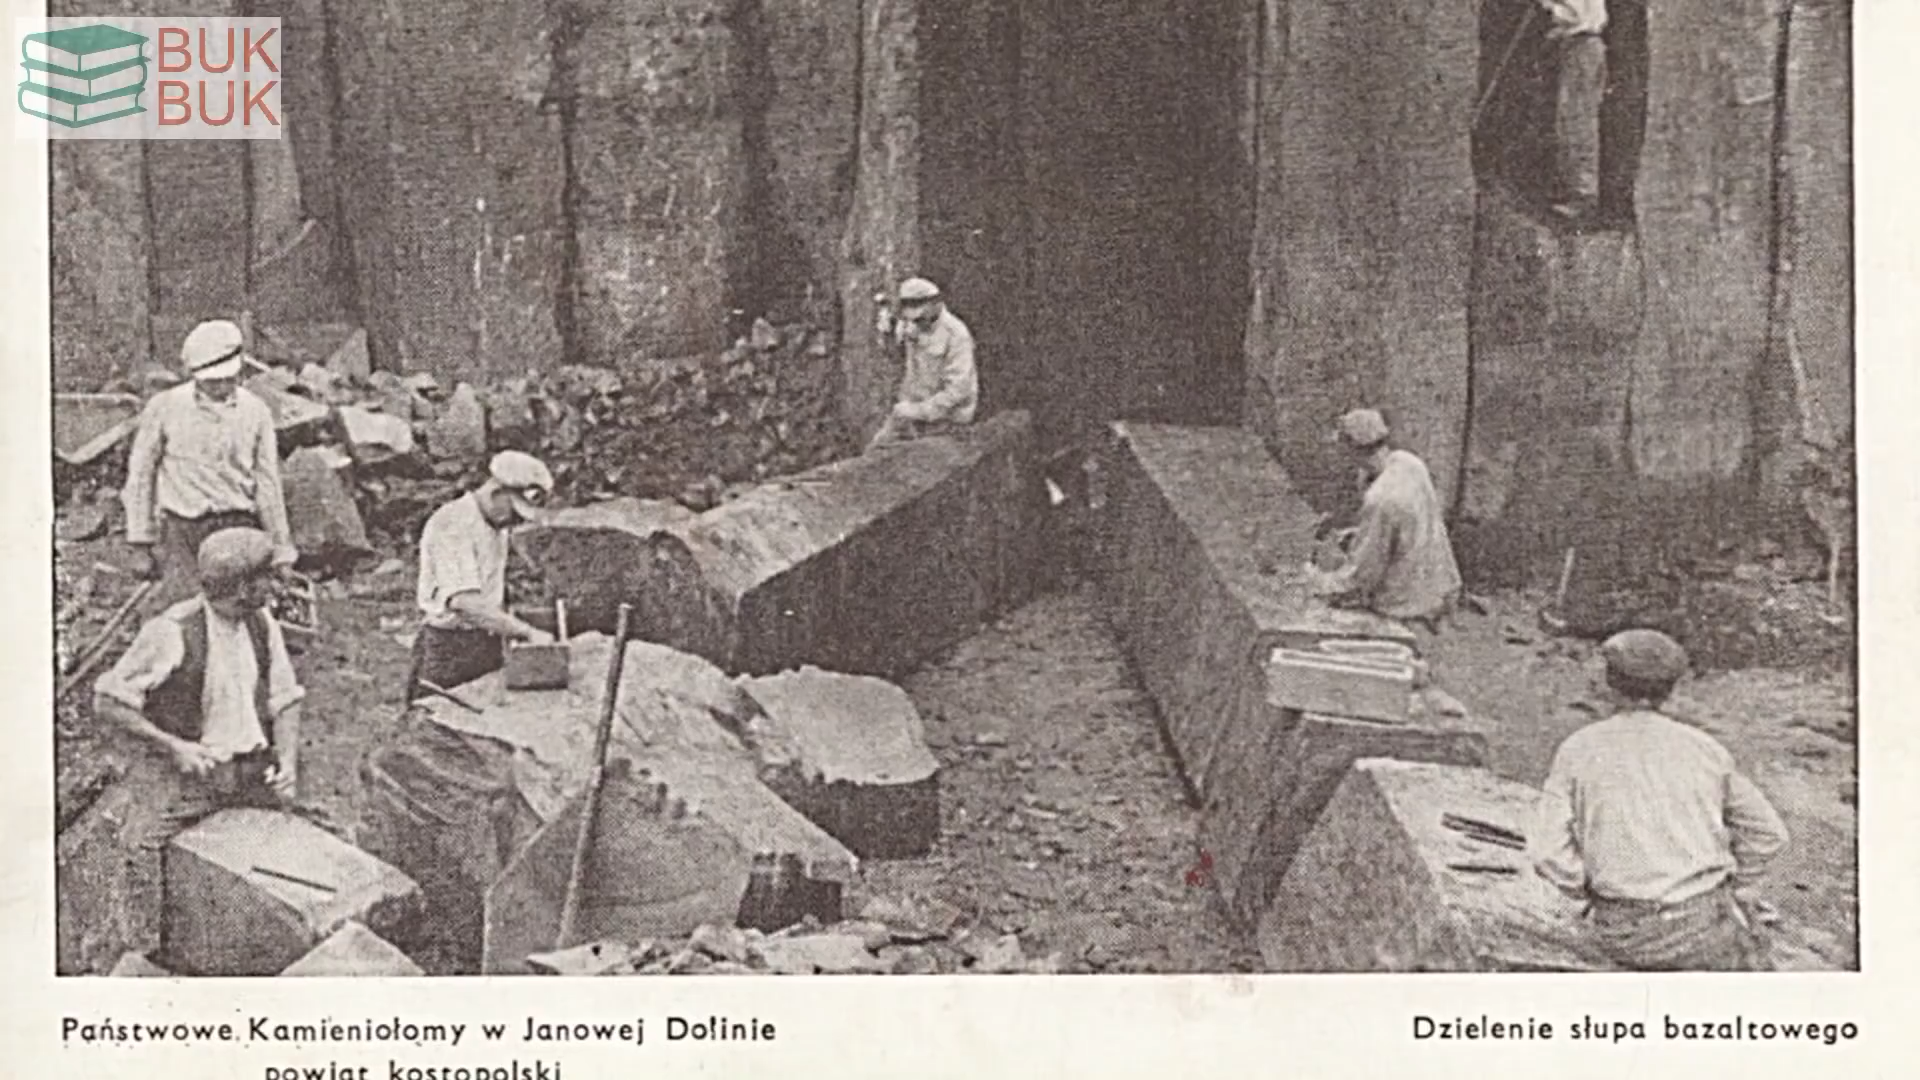 BUK
BUK
Państwowe Kamieniołomy w Janowej Dolinie
powiat kostopolski
Dzielenie słupa bazaltowego